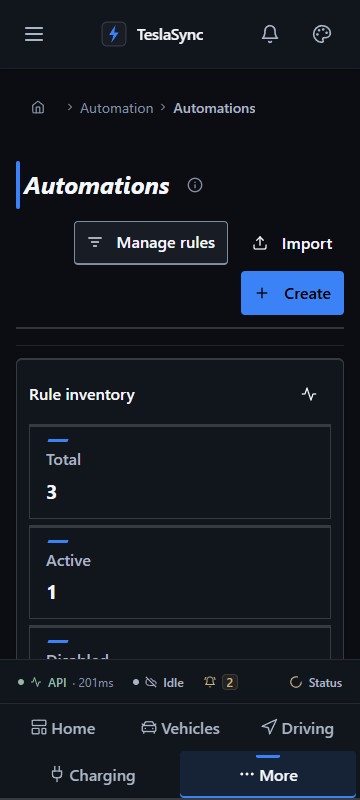 TeslaSync
Automation
Automations
Automations
Manage rules
Import
Create
Rule inventory
Total
3
Active
1
Disabled
API · 201ms
Idle
2
Status
Home
Vehicles
Driving
Charging
More